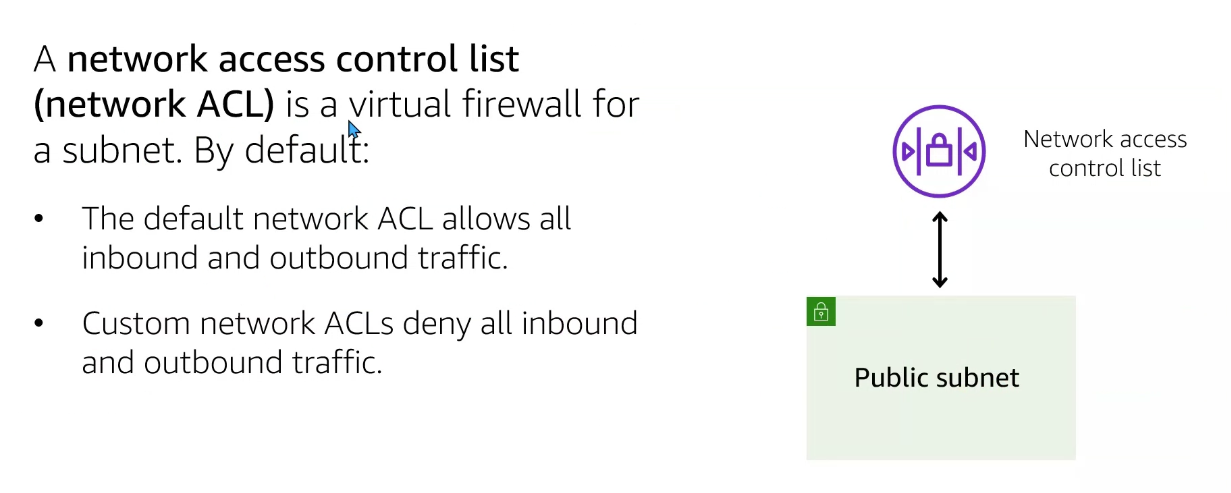 A network access control list
(network ACL) is a virtual firewall for
a subnet. By default:
• The default network ACL allows all
inbound and outbound traffic.
• Custom network ACLs deny all inbound
and outbound traffic.
Network access
control list
Public subnet